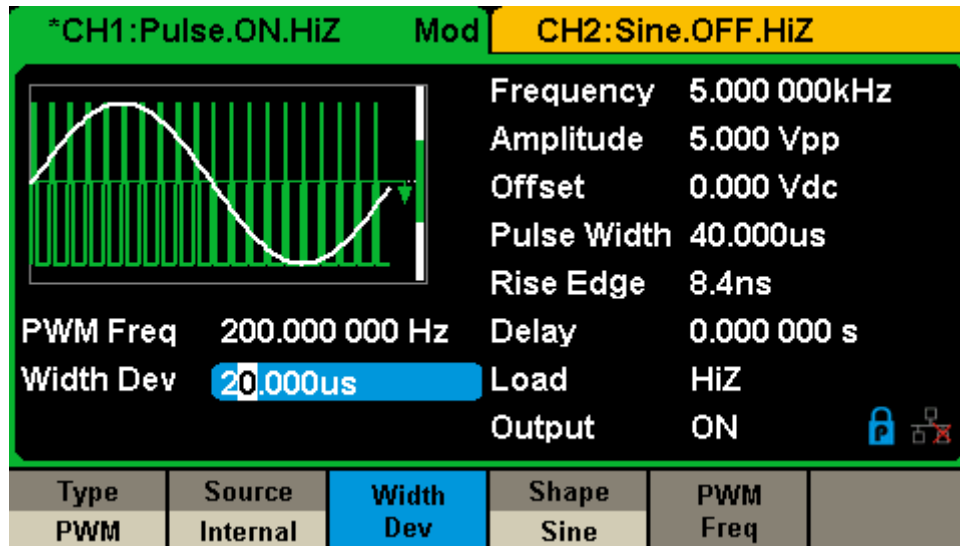 *CH1:Pulse.ON.HiZ Mod CH2:Sine.OFF.HiZ
Frequency 5.000 000kHz
Amplitude 5.000 Vpp
Offset 0.000 Vdc
Pulse Width 40.000us
Rise Edge 8.4ns
PWM Freq 200.000 000 Hz Delay 0.000 000 s
Width Dev 20.000us Load HiZ
Output ON P
Type Source Width Dev Shape PWM Freq
PWM Internal Sine